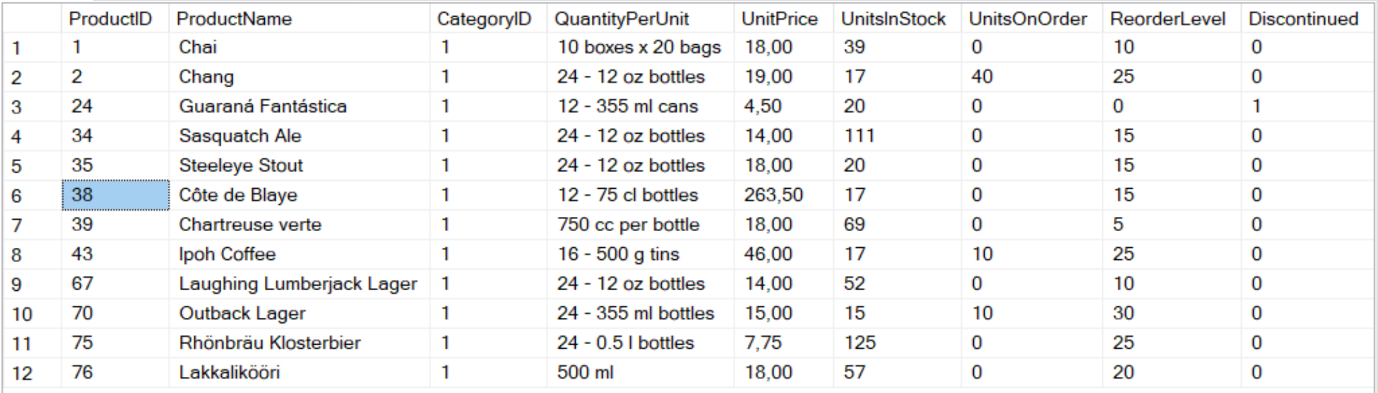 ProductID ProductName CategoryID QuantityPerUnit UnitPrice UnitsInStock UnitsOnOrder ReorderLevel Discontinued
1 1 Chai 1 10 boxes x 20 bags 18,00 39 0 10 0
2 2 Chang 1 24 - 12 oz bottles 19,00 17 40 25 0
3 24 Guaraná Fantástica 1 12 - 355 ml cans 4,50 20 0 0 1
4 34 Sasquatch Ale 1 24 - 12 oz bottles 14,00 111 0 15 0
5 35 Steeleye Stout 1 24 - 12 oz bottles 18,00 20 0 15 0
6 38 Côte de Blaye 1 12 - 75 cl bottles 263,50 17 0 15 0
7 39 Chartreuse verte 1 750 cc per bottle 18,00 69 0 5 0
8 43 Ipoh Coffee 1 16 - 500 g tins 46,00 17 10 25 0
9 67 Laughing Lumberjack Lager 1 24 - 12 oz bottles 14,00 52 0 10 0
10 70 Outback Lager 1 24 - 355 ml bottles 15,00 15 10 30 0
11 75 Rhönbräu Klosterbier 1 24 - 0.5 l bottles 7,75 125 0 25 0
12 76 Lakkalikööri 1 500 ml 18,00 57 0 20 0